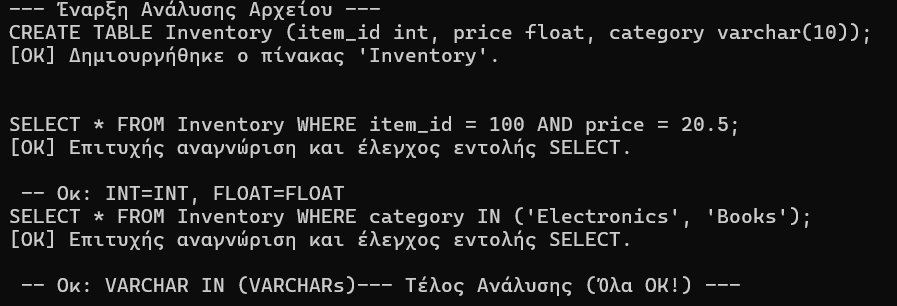 --- Έναρξη Ανάλυσης Αρχείου ---
CREATE TABLE Inventory (item_id int, price float, category varchar(10));
[OK] Δημιουργήθηκε ο πίνακας 'Inventory'.
SELECT * FROM Inventory WHERE item_id = 100 AND price = 20.5;
[OK] Επιτυχής αναγνώριση και έλεγχος εντολής SELECT.
-- Οκ: INT=INT, FLOAT=FLOAT
SELECT * FROM Inventory WHERE category IN ('Electronics', 'Books');
[OK] Επιτυχής αναγνώριση και έλεγχος εντολής SELECT.
-- Οκ: VARCHAR IN (VARCHARs)--- Τέλος Ανάλυσης (Όλα OK!) ---